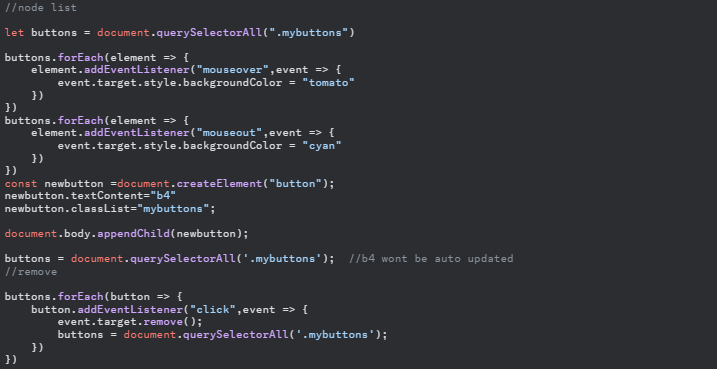 //node list
let buttons = document.querySelectorAll(".mybuttons")
buttons.forEach(element => {
    element.addEventListener("mouseover",event => {
        event.target.style.backgroundColor = "tomato"
    })
})
buttons.forEach(element => {
    element.addEventListener("mouseout",event => {
        event.target.style.backgroundColor = "cyan"
    })
})
const newbutton =document.createElement("button");
newbutton.textContent="b4"
newbutton.classList="mybuttons";
document.body.appendChild(newbutton);
buttons = document.querySelectorAll('.mybuttons');  //b4 wont be auto updated
//remove
buttons.forEach(button => {
    button.addEventListener("click",event => {
        event.target.remove();
        buttons = document.querySelectorAll('.mybuttons');
    })
})